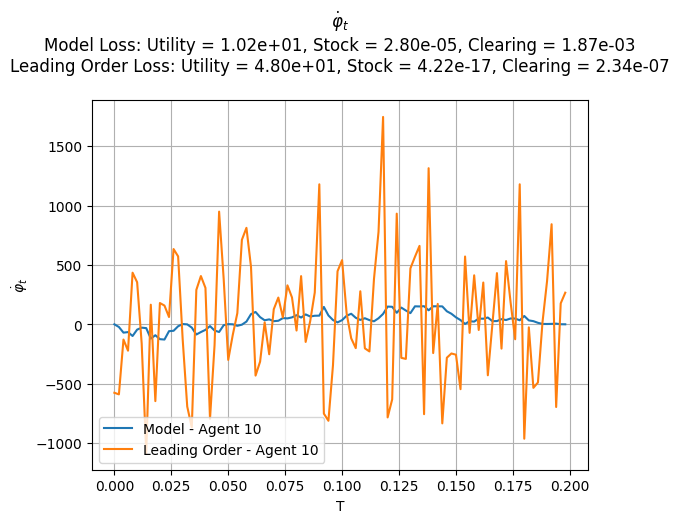 $\dot{\varphi}_t$
Model Loss: Utility = 1.02e+01, Stock = 2.80e-05, Clearing = 1.87e-03
Leading Order Loss: Utility = 4.80e+01, Stock = 4.22e-17, Clearing = 2.34e-07
1500
1000
500
0
−500
−1000
$\dot{\varphi}_t$
Model - Agent 10
Leading Order - Agent 10
0.000 0.025 0.050 0.075 0.100 0.125 0.150 0.175 0.200
T